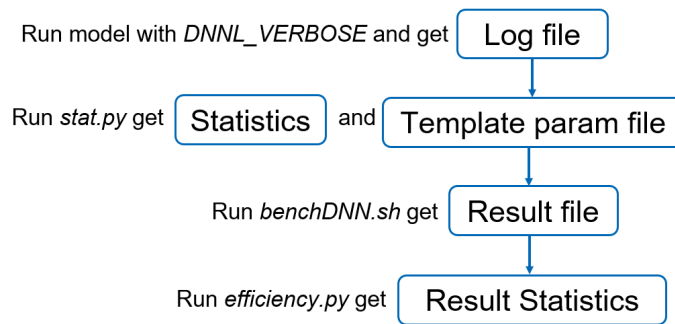 Run model with DNNL_VERBOSE and get Log file
Run stat.py get Statistics and Template param file
Run benchDNN.sh get Result file
Run efficiency.py get Result Statistics